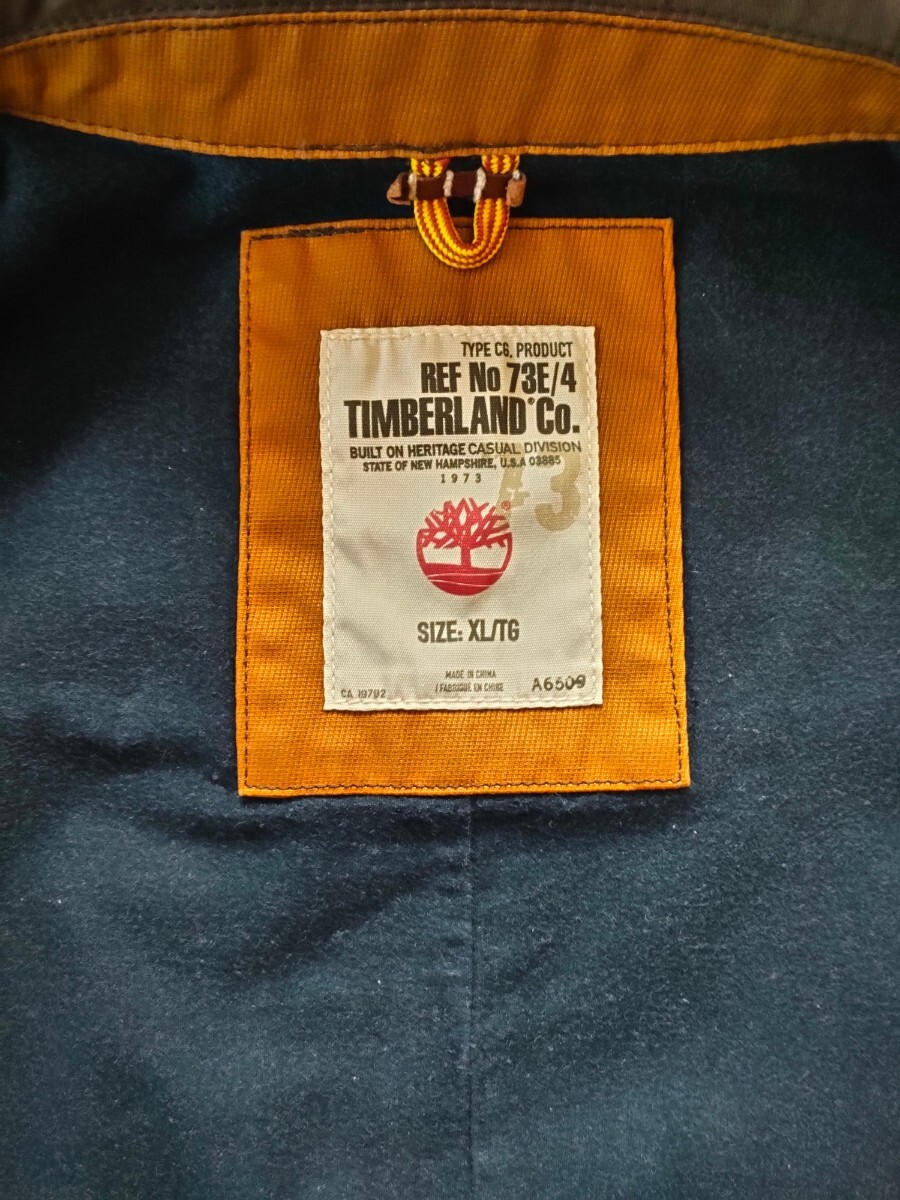 TYPE C6. PRODUCT
REF No 73E/4
TIMBERLAND® Co.
BUILT ON HERITAGE CASUAL DIVISION
STATE OF NEW HAMPSHIRE, U.S.A 03885
1973
43
®
SIZE: XL/TG
MADE IN CHINA
/ FABRIQUÉ EN CHINE
CA 19792
A6509